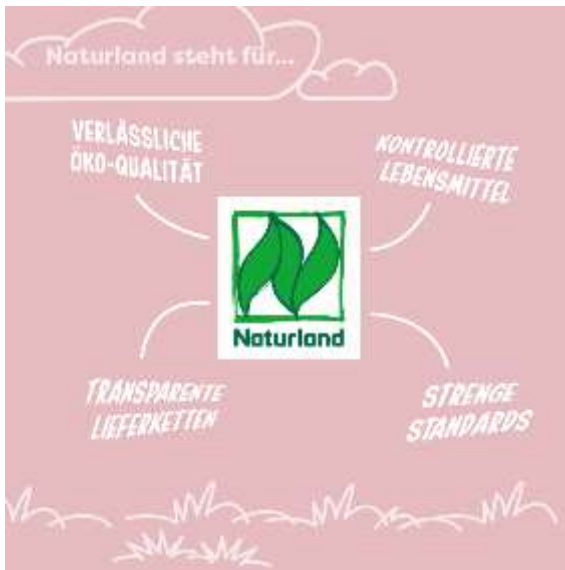 Naturland steht für...
VERLÄSSLICHE
ÖKO-QUALITÄT
KONTROLLIERTE
LEBENSMITTEL
Naturland
TRANSPARENTE
LIEFERKETTEN
STRENGE
STANDARDS